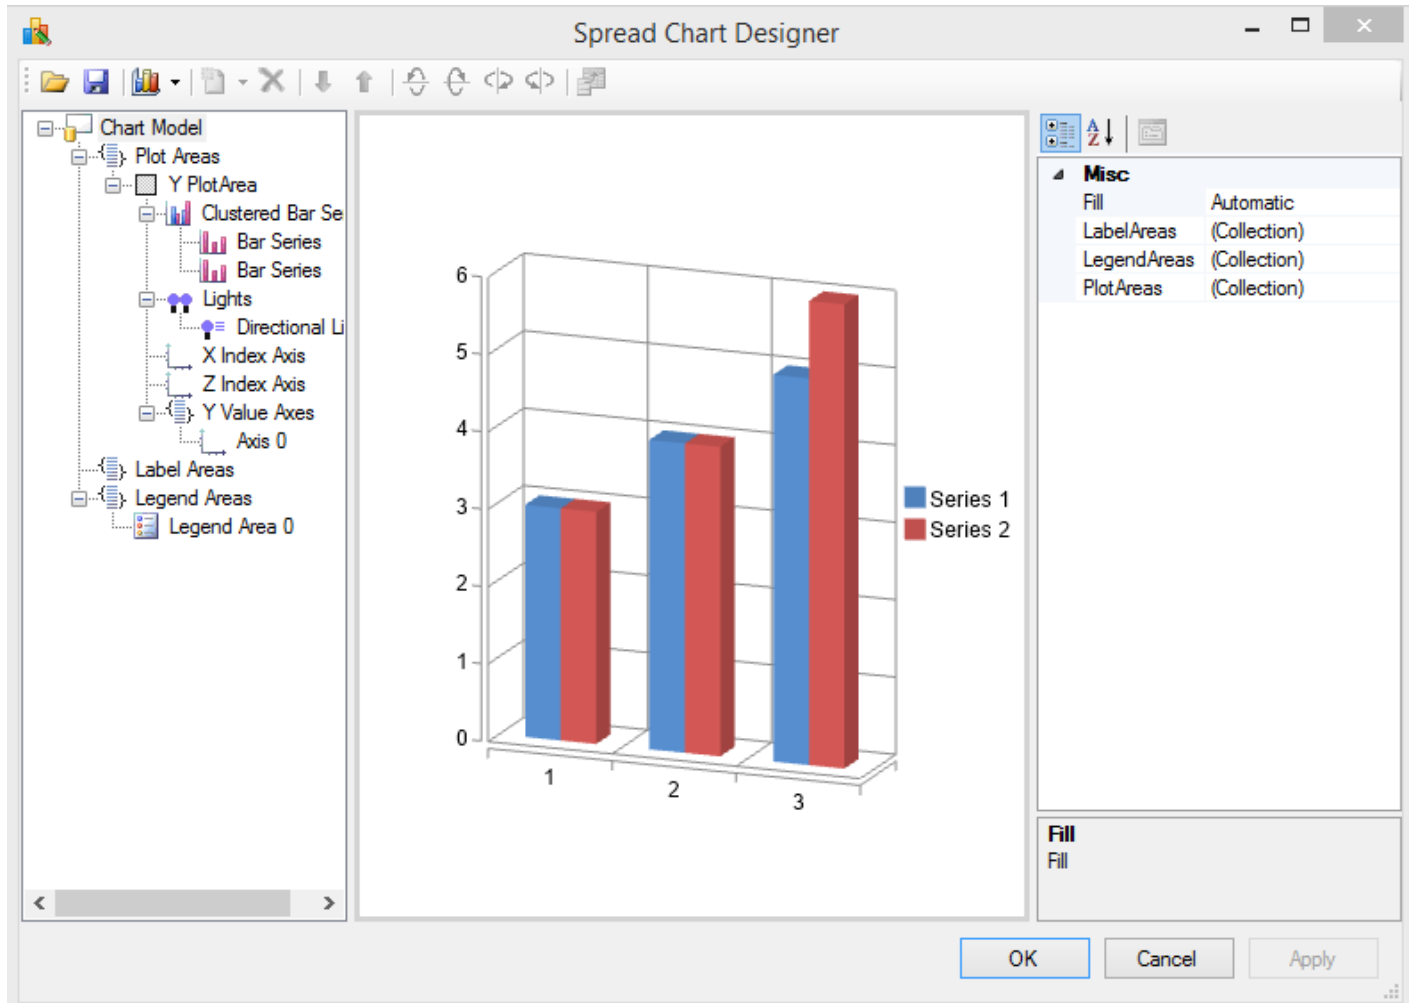 Spread Chart Designer
Chart Model
Plot Areas
Y PlotArea
Clustered Bar Se
Bar Series
Bar Series
Lights
Directional Li
X Index Axis
Z Index Axis
Y Value Axes
Axis 0
Label Areas
Legend Areas
Legend Area 0
6
5
4
3
2
1
0
1
2
3
Series 1
Series 2
A
Z
Misc
Fill Automatic
LabelAreas (Collection)
LegendAreas (Collection)
PlotAreas (Collection)
Fill
Fill
OK Cancel Apply